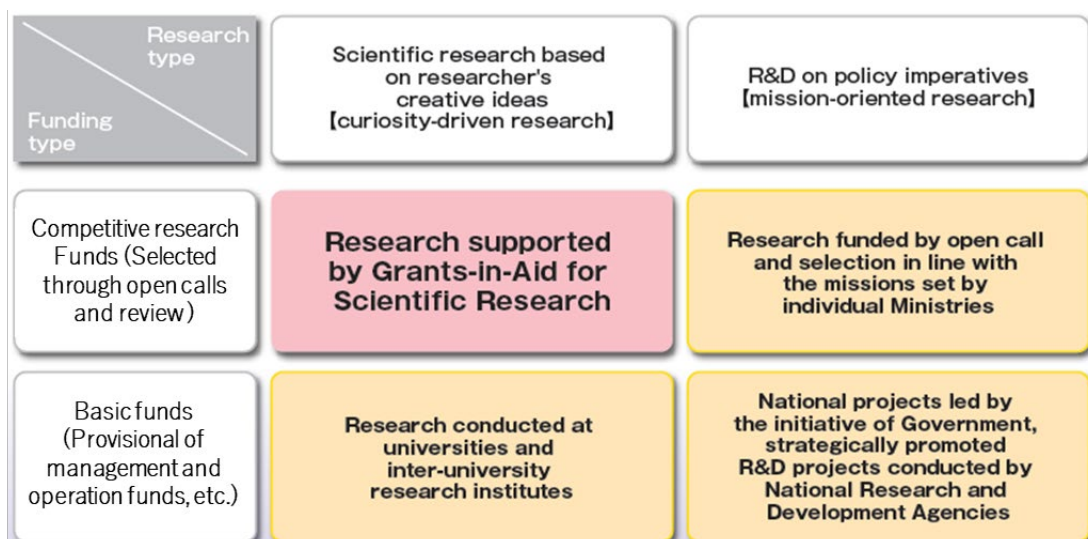 Research
type
Funding
type
Scientific research based
on researcher's
creative ideas
【curiosity-driven research】
R&D on policy imperatives
【mission-oriented research】
Competitive research
Funds (Selected
through open calls
and review)
Research supported
by Grants-in-Aid for
Scientific Research
Research funded by open call
and selection in line with
the missions set by
individual Ministries
Basic funds
(Provisional of
management and
operation funds, etc.)
Research conducted at
universities and
inter-university
research institutes
National projects led by
the initiative of Government,
strategically promoted
R&D projects conducted by
National Research and
Development Agencies